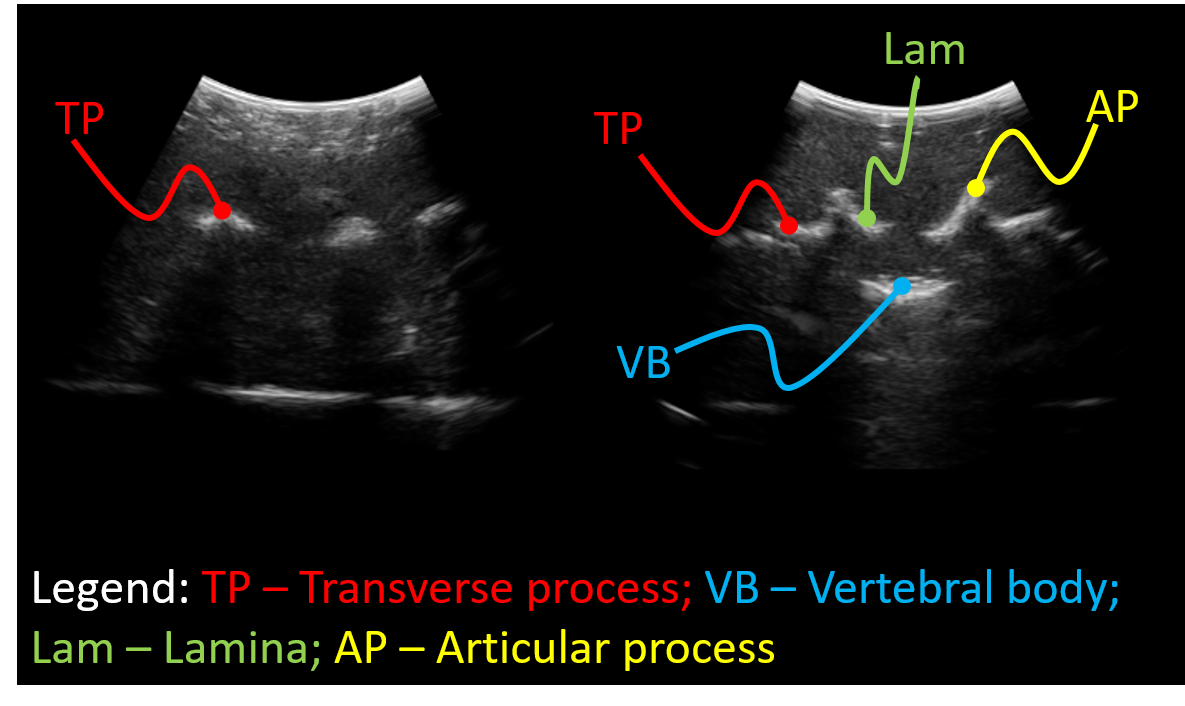 Lam
TP
TP
AP
VB
Legend: TP – Transverse process; VB – Vertebral body;
Lam – Lamina; AP – Articular process